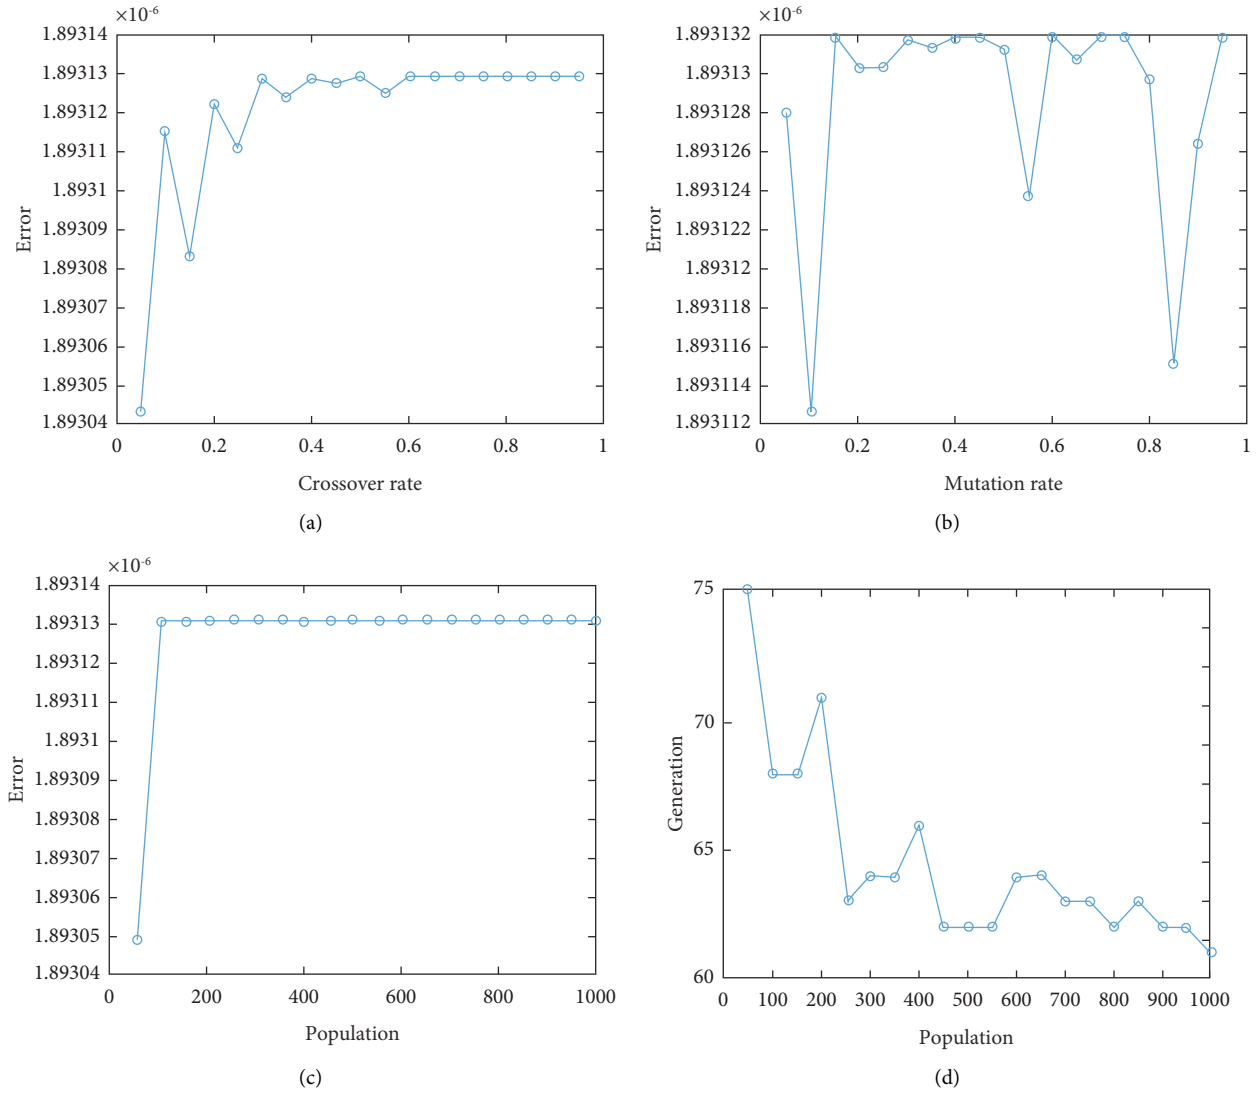 ×10-6
1.89314
1.89313
1.89312
1.89311
1.8931
1.89309
1.89308
1.89307
1.89306
1.89305
1.89304
Error
0 0.2 0.4 0.6 0.8 1
Crossover rate
(a)
×10-6
1.893132
1.89313
1.893128
1.893126
1.893124
1.893122
1.89312
1.893118
1.893116
1.893114
1.893112
Error
0 0.2 0.4 0.6 0.8 1
Mutation rate
(b)
×10-6
1.89314
1.89313
1.89312
1.89311
1.8931
1.89309
1.89308
1.89307
1.89306
1.89305
1.89304
Error
0 200 400 600 800 1000
Population
(c)
75
70
65
60
Generation
0 100 200 300 400 500 600 700 800 900 1000
Population
(d)